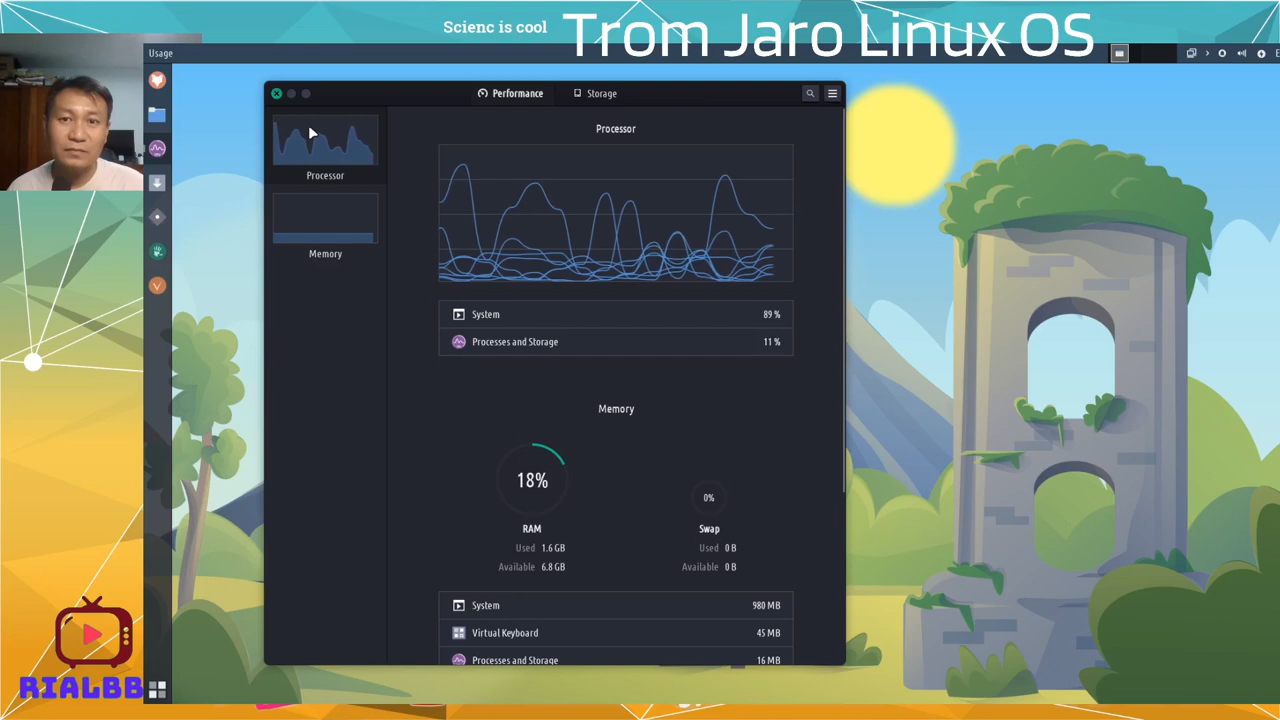 Scienc is cool
Trom Jaro Linux OS
Usage
Performance
Storage
Processor
Processor
Memory
System 89 %
Processes and Storage 11 %
Memory
18%
0%
RAM
Swap
Used 1.6 GB
Used 0 B
Available 6.8 GB
Available 0 B
System 980 MB
Virtual Keyboard 45 MB
Processes and Storage 16 MB
RIALBB